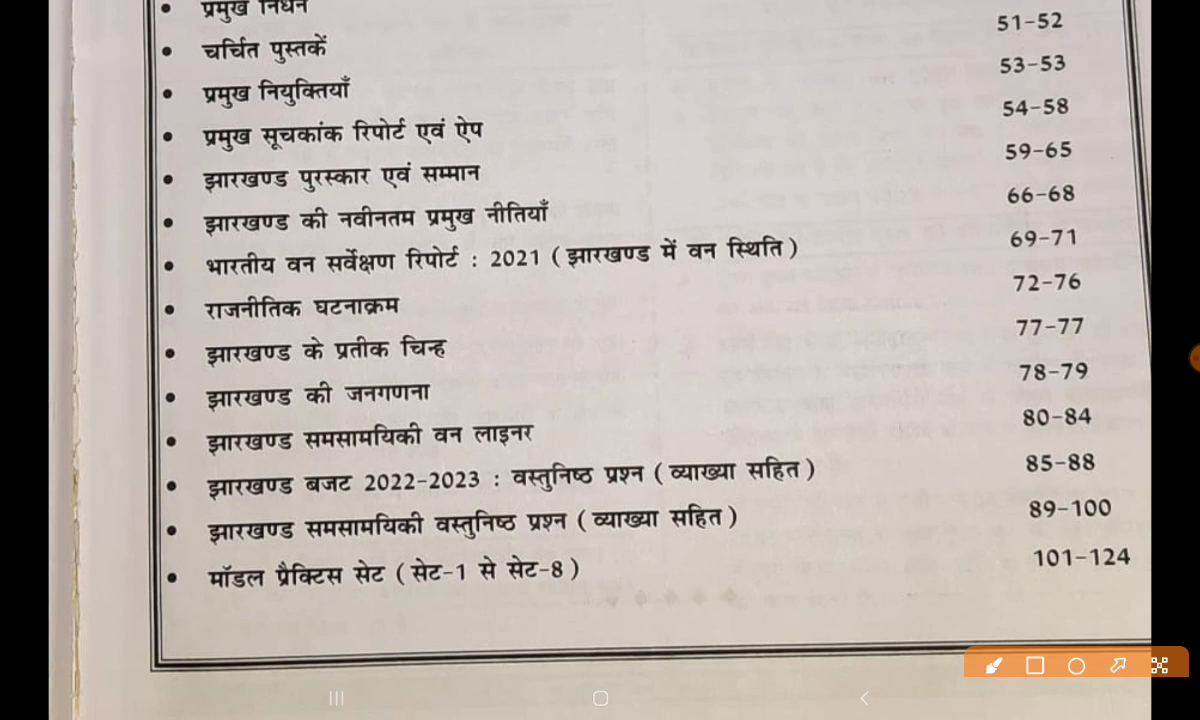 • प्रमुख निधन
• चर्चित पुस्तकें 51-52
• प्रमुख नियुक्तियाँ 53-53
• प्रमुख सूचकांक रिपोर्ट एवं ऐप 54-58
• झारखण्ड पुरस्कार एवं सम्मान 59-65
• झारखण्ड की नवीनतम प्रमुख नीतियाँ 66-68
• भारतीय वन सर्वेक्षण रिपोर्ट : 2021 ( झारखण्ड में वन स्थिति ) 69-71
• राजनीतिक घटनाक्रम 72-76
• झारखण्ड के प्रतीक चिन्ह 77-77
• झारखण्ड की जनगणना 78-79
• झारखण्ड समसामयिकी वन लाइनर 80-84
• झारखण्ड बजट 2022-2023 : वस्तुनिष्ठ प्रश्न ( व्याख्या सहित ) 85-88
• झारखण्ड समसामयिकी वस्तुनिष्ठ प्रश्न ( व्याख्या सहित ) 89-100
• मॉडल प्रैक्टिस सेट ( सेट-1 से सेट-8 ) 101-124